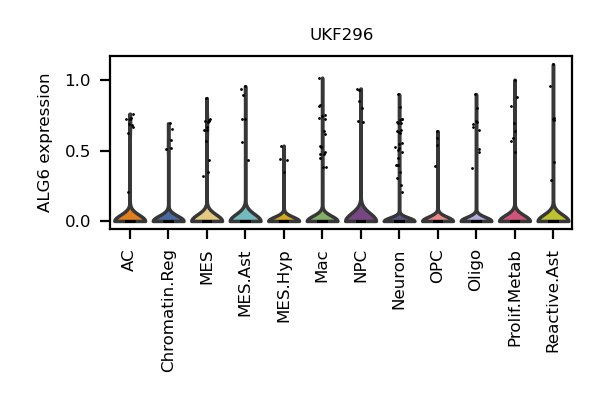 UKF296
ALG6 expression
1.0
0.5
0.0
AC
Chromatin.Reg
MES
MES.Ast
MES.Hyp
Mac
NPC
Neuron
OPC
Oligo
Prolif.Metab
Reactive.Ast